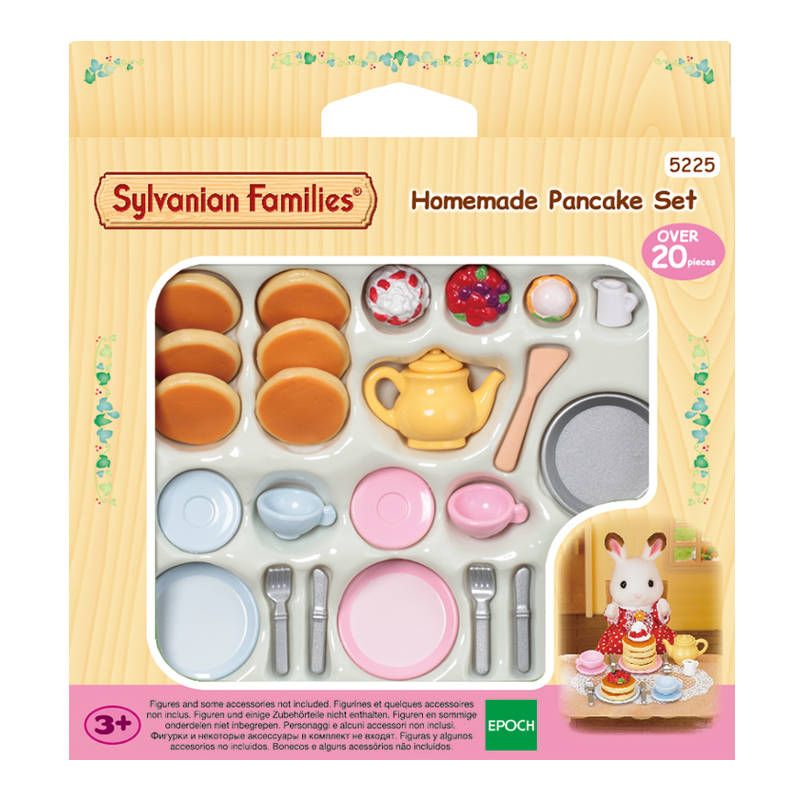 5225
Sylvanian Families®
Homemade Pancake Set
OVER
20 pieces
3+
Figures and some accessories not included. Figurines et quelques accessoires
non inclus. Figuren und einige Zubehörteile nicht enthalten. Figuren en sommige
onderdelen niet inbegrepen. Personaggi e alcuni accessori non inclusi.
Фигурки и некоторые аксессуары в комплект не входят. Figuras y algunos
accesorios no incluidos. Bonecos e alguns acessórios não incluídos.
EPOCH